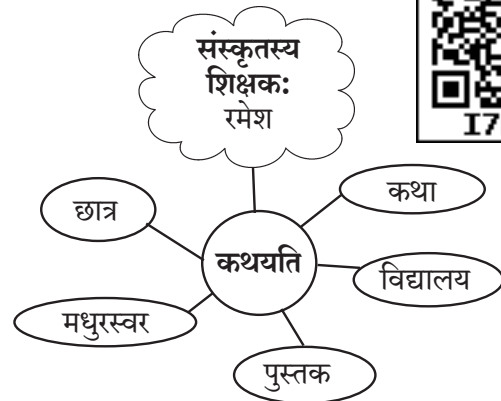 संस्कृतस्य
शिक्षक:
रमेश
I7
कथा
छात्र
कथयति
विद्यालय
मधुरस्वर
पुस्तक